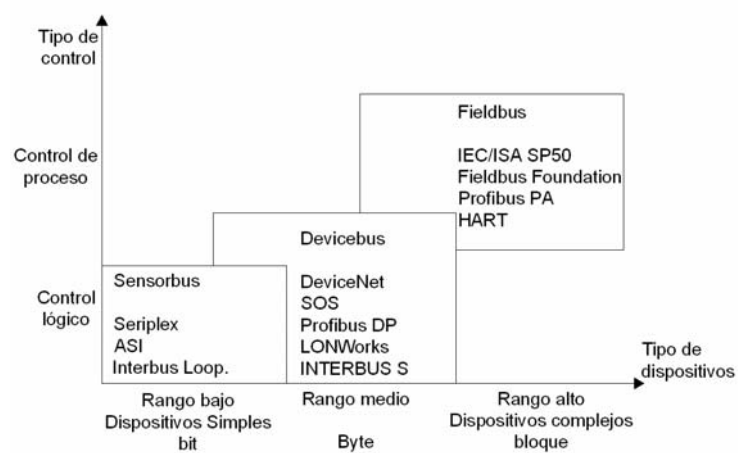 Tipo de
control
Fieldbus
IEC/ISA SP50
Fieldbus Foundation
Profibus PA
HART
Control de
proceso
Devicebus
DeviceNet
SOS
Profibus DP
LONWorks
INTERBUS S
Sensorbus
Seriplex
ASI
Interbus Loop.
Control
lógico
Tipo de
dispositivos
Rango bajo
Dispositivos Simples
bit
Rango medio
Byte
Rango alto
Dispositivos complejos
bloque